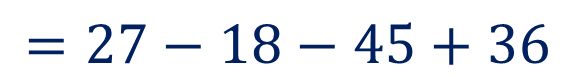 = 27 − 18 − 45 + 36